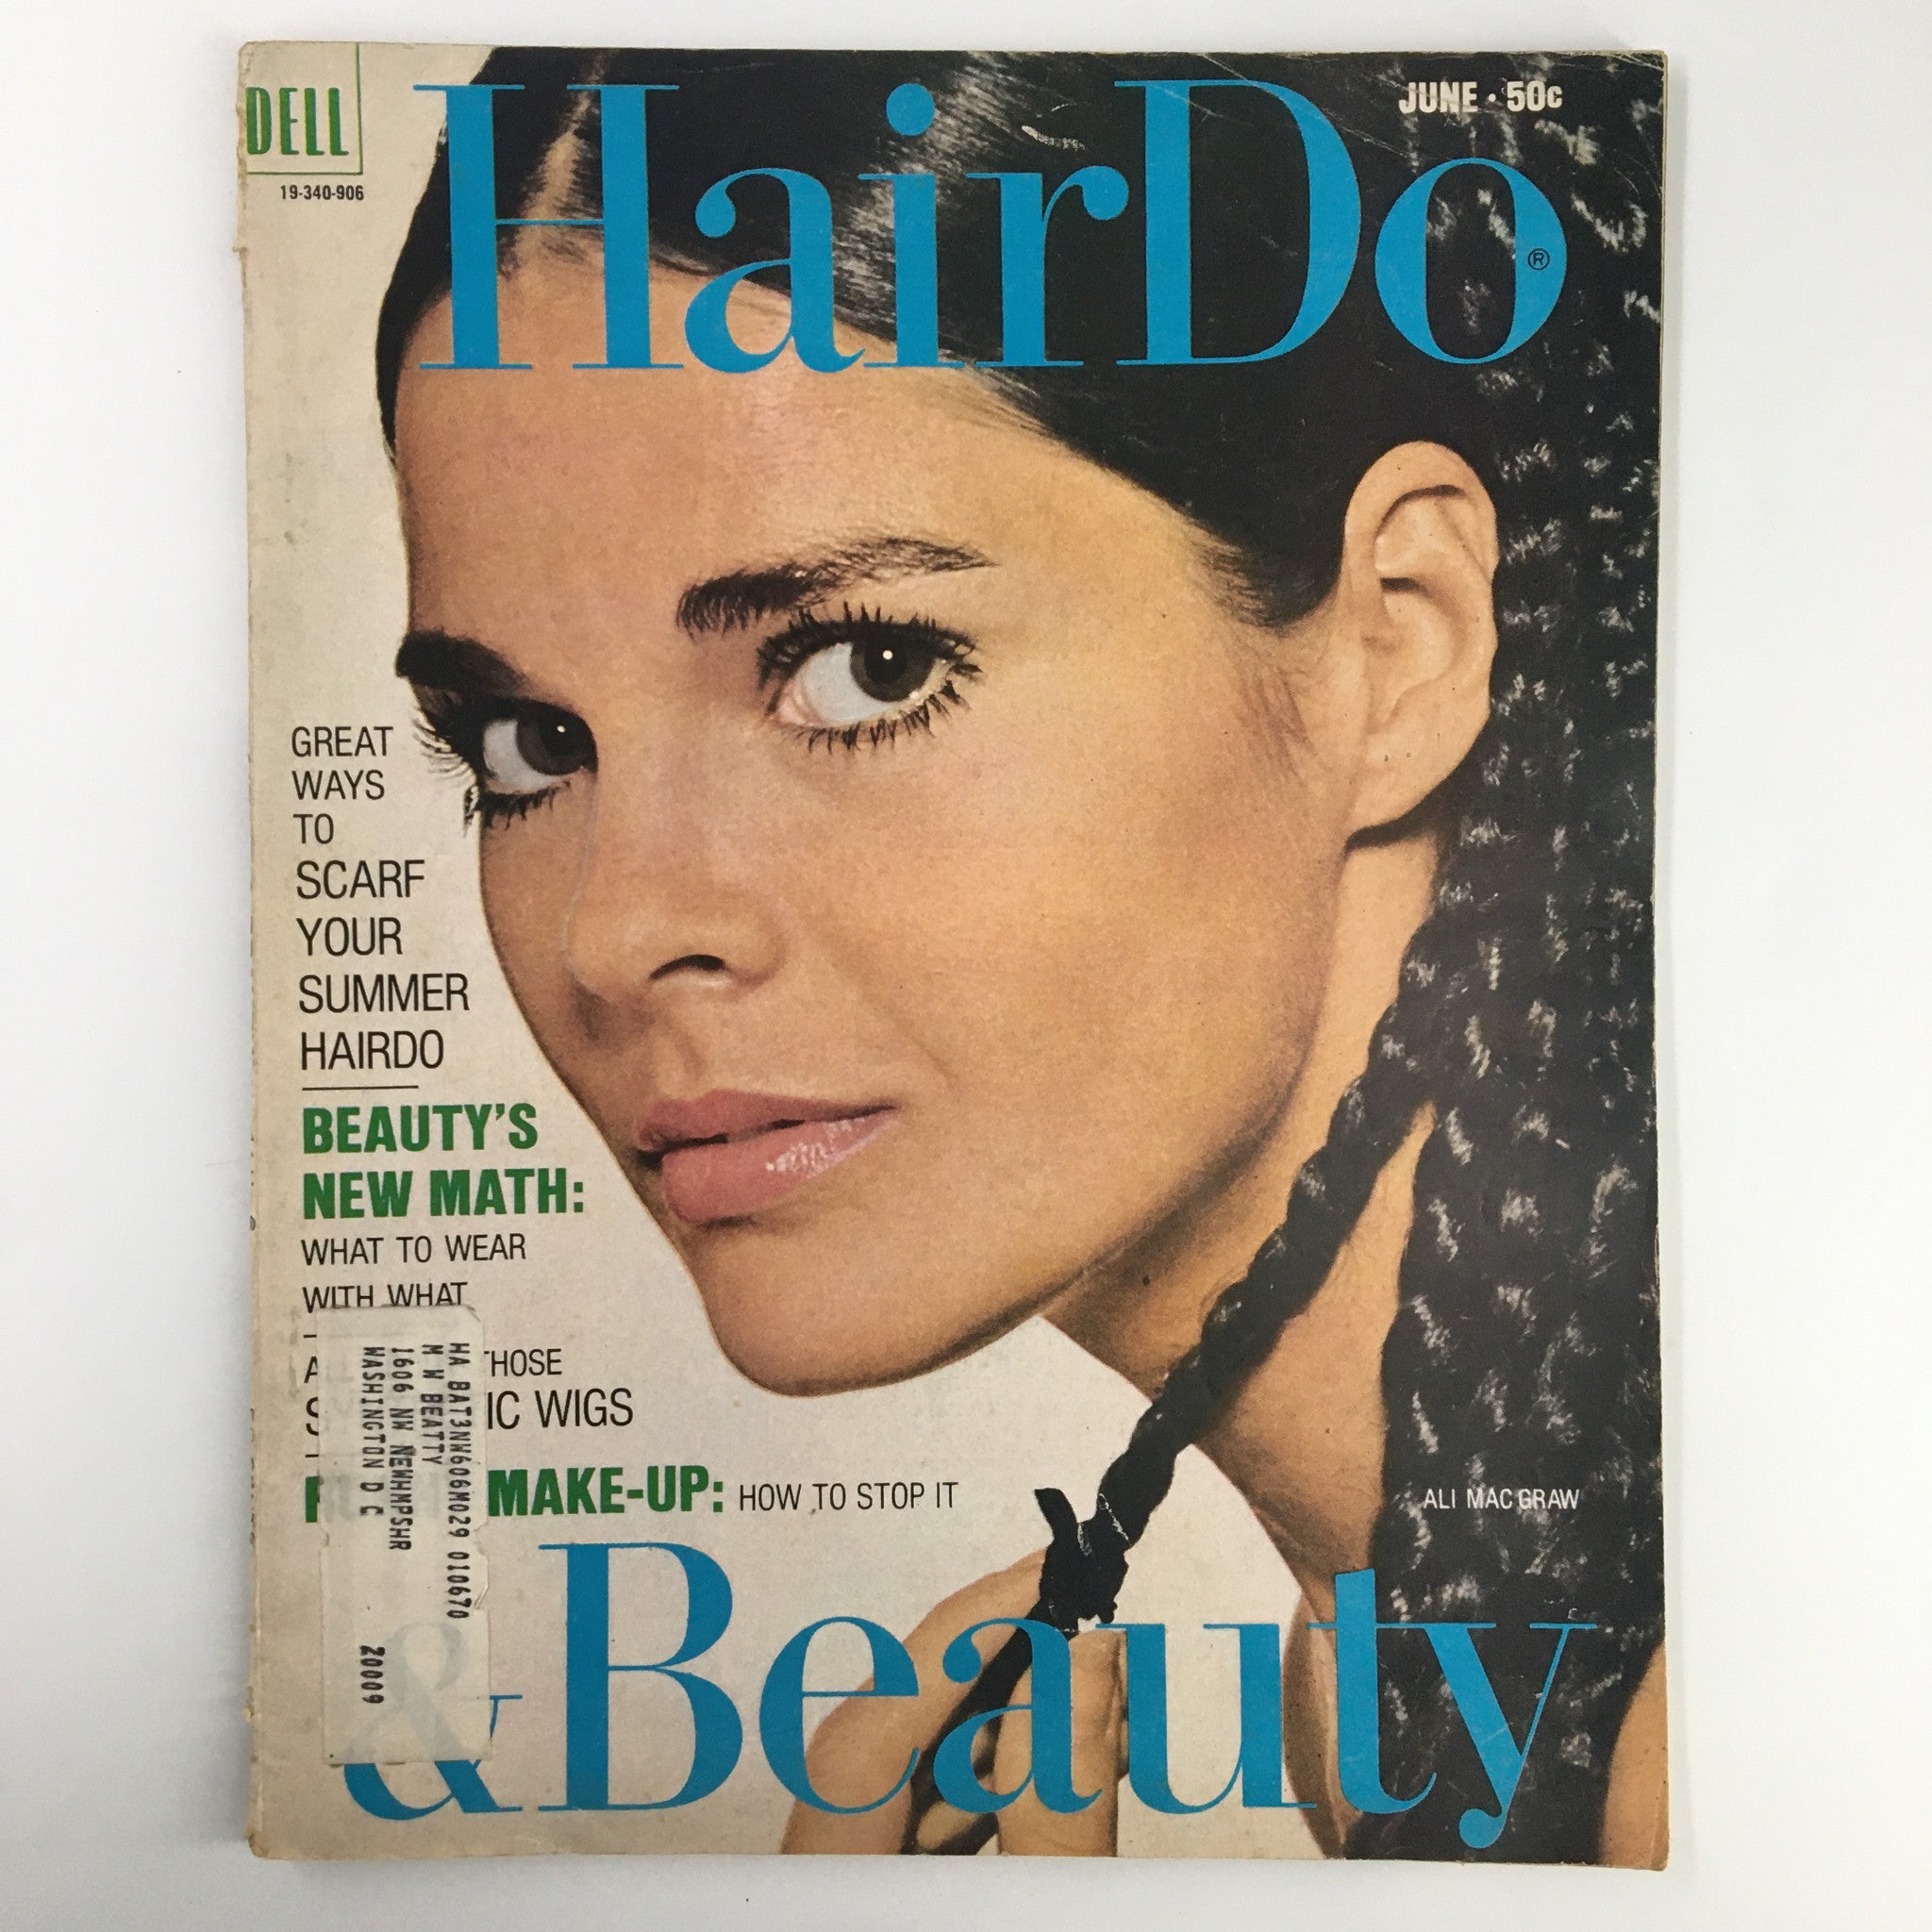 DELL
19-340-906
JUNE · 50c
HairDo®
GREAT
WAYS
TO
SCARF
YOUR
SUMMER
HAIRDO
BEAUTY'S
NEW MATH:
WHAT TO WEAR
WITH WHAT
THOSE
WIGS
MAKE-UP: HOW TO STOP IT
HA BAT3NW606M029 010670
M W BEATTY
1606 NW NEWHMPSHR
WASHINGTON D C
20009
ALI MAC GRAW
& Beauty